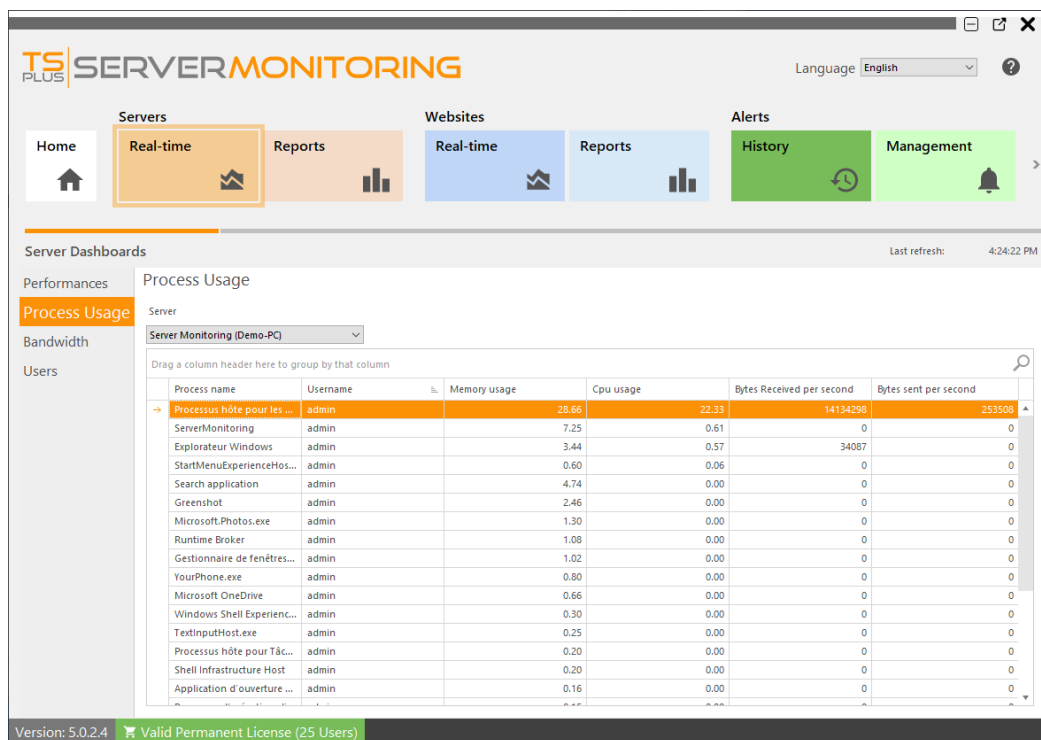 TS PLUS SERVERMONITORING
Language English
Servers Websites Alerts
Home Real-time Reports Real-time Reports History Management
Server Dashboards Last refresh: 4:24:22 PM
Performances
Process Usage
Bandwidth
Users
Process Usage
Server
Server Monitoring (Demo-PC)
Drag a column header here to group by that column
Process name Username Memory usage Cpu usage Bytes Received per second Bytes sent per second
Processus hôte pour les ... admin 28.66 22.33 14134298 253508
ServerMonitoring admin 7.25 0.61 0 0
Explorateur Windows admin 3.44 0.57 34087 0
StartMenuExperienceHos... admin 0.60 0.06 0 0
Search application admin 4.74 0.00 0 0
Greenshot admin 2.46 0.00 0 0
Microsoft.Photos.exe admin 1.30 0.00 0 0
Runtime Broker admin 1.08 0.00 0 0
Gestionnaire de fenêtres... admin 1.02 0.00 0 0
YourPhone.exe admin 0.80 0.00 0 0
Microsoft OneDrive admin 0.66 0.00 0 0
Windows Shell Experienc... admin 0.30 0.00 0 0
TextInputHost.exe admin 0.25 0.00 0 0
Processus hôte pour Tâc... admin 0.20 0.00 0 0
Shell Infrastructure Host admin 0.20 0.00 0 0
Application d'ouverture ... admin 0.16 0.00 0 0
Version: 5.0.2.4 Valid Permanent License (25 Users)